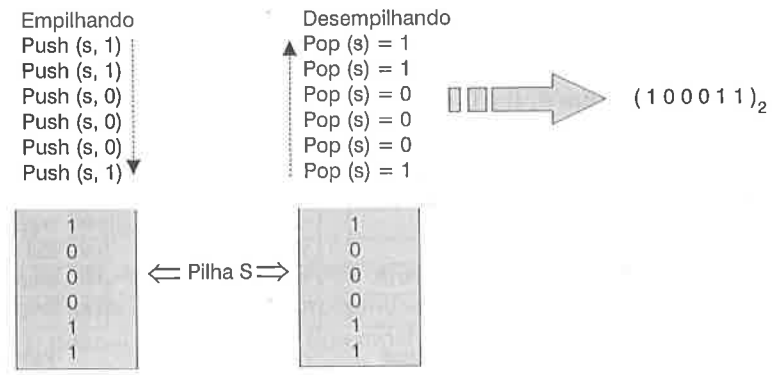 Empilhando
Push (s, 1)
Push (s, 1)
Push (s, 0)
Push (s, 0)
Push (s, 0)
Push (s, 1)
Desempilhando
Pop (s) = 1
Pop (s) = 1
Pop (s) = 0
Pop (s) = 0
Pop (s) = 0
Pop (s) = 1
(100011)₂
1
0
0
0
1
1
⇐ Pilha S ⇒
1
0
0
0
1
1